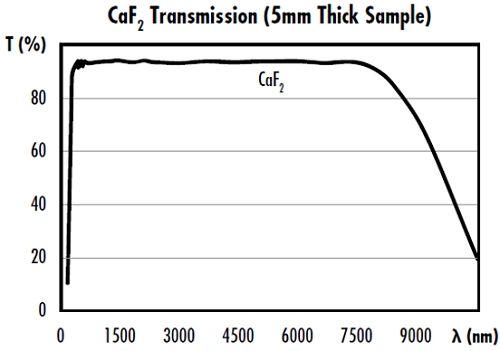 CaF₂ Transmission (5mm Thick Sample)
T (%)
CaF₂
80
60
40
20
0
0 1500 3000 4500 6000 7500 9000 λ (nm)